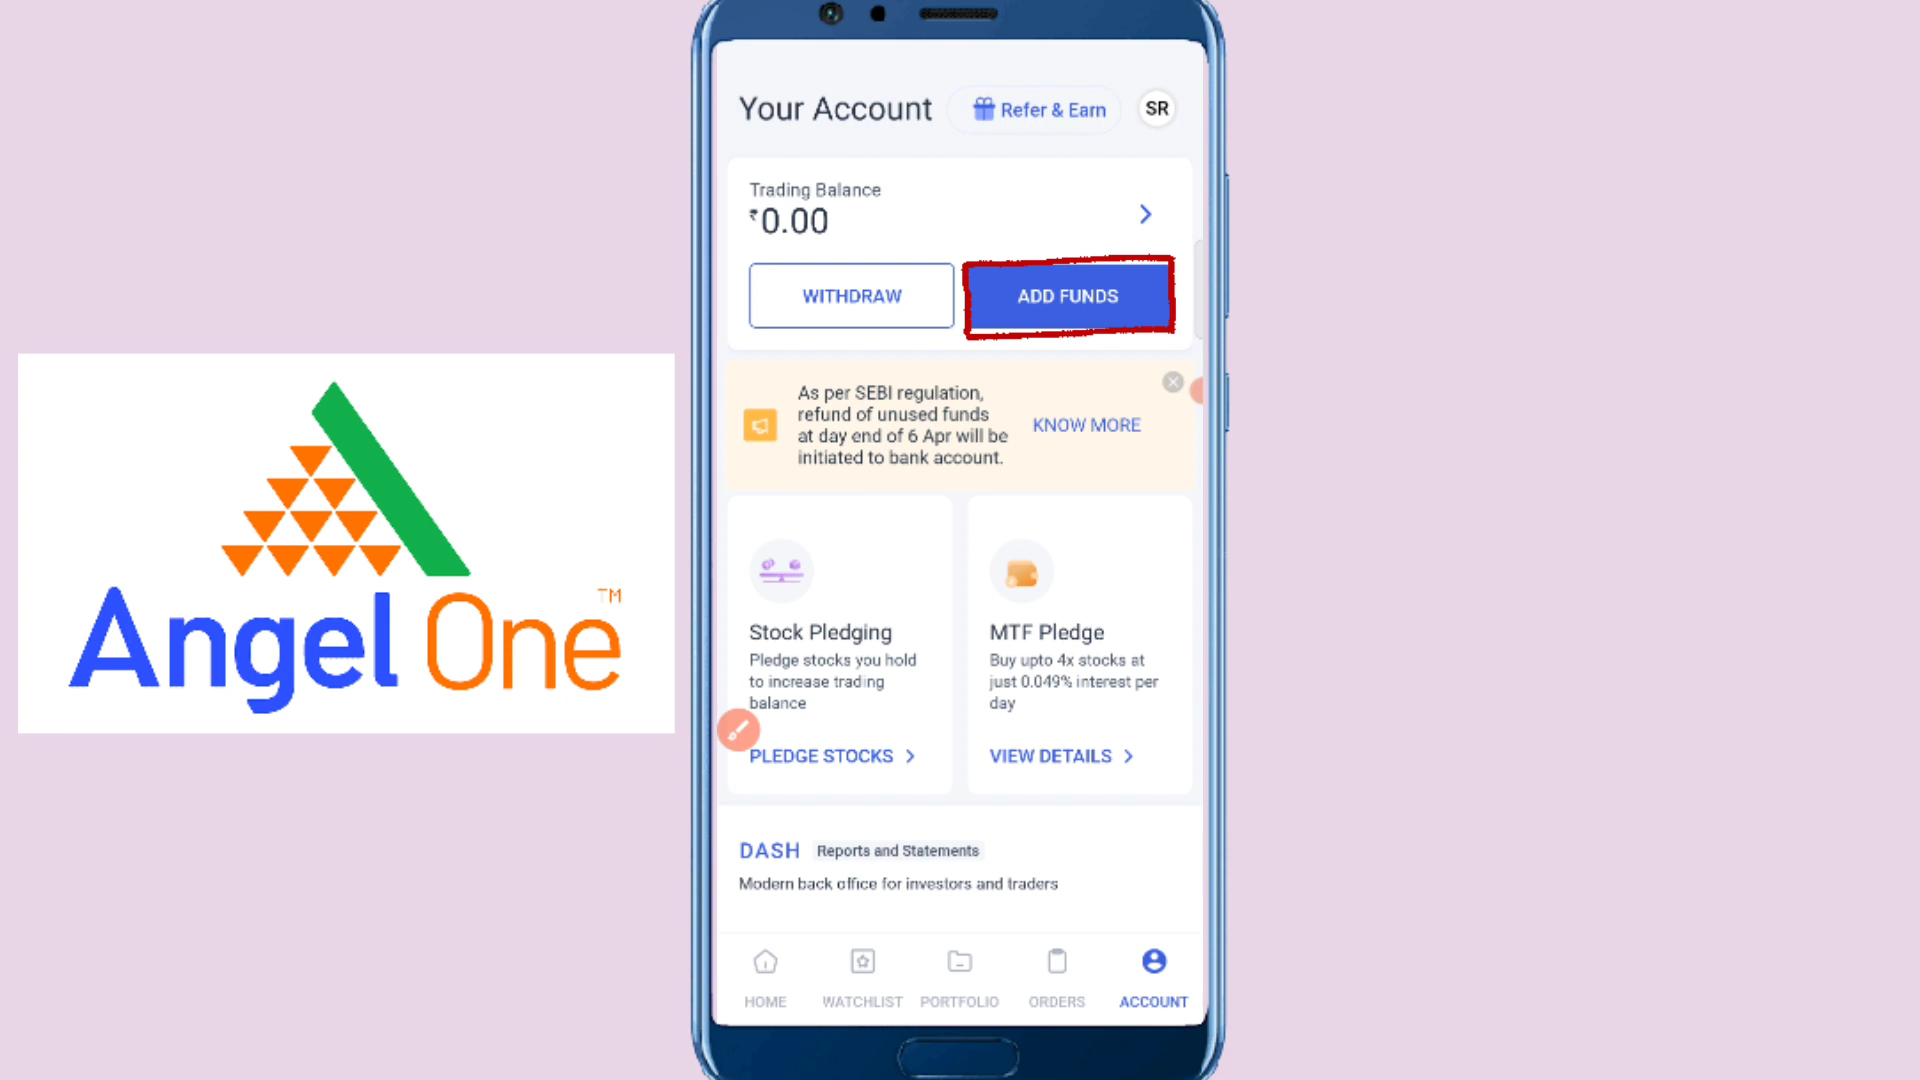 Your Account
Refer & Earn
SR
Trading Balance
₹0.00
WITHDRAW
ADD FUNDS
As per SEBI regulation,
refund of unused funds
at day end of 6 Apr will be
initiated to bank account.
KNOW MORE
Stock Pledging
Pledge stocks you hold
to increase trading
balance
PLEDGE STOCKS
MTF Pledge
Buy upto 4x stocks at
just 0.049% interest per
day
VIEW DETAILS
DASH Reports and Statements
Modern back office for investors and traders
HOME
WATCHLIST
PORTFOLIO
ORDERS
ACCOUNT
Angel One™